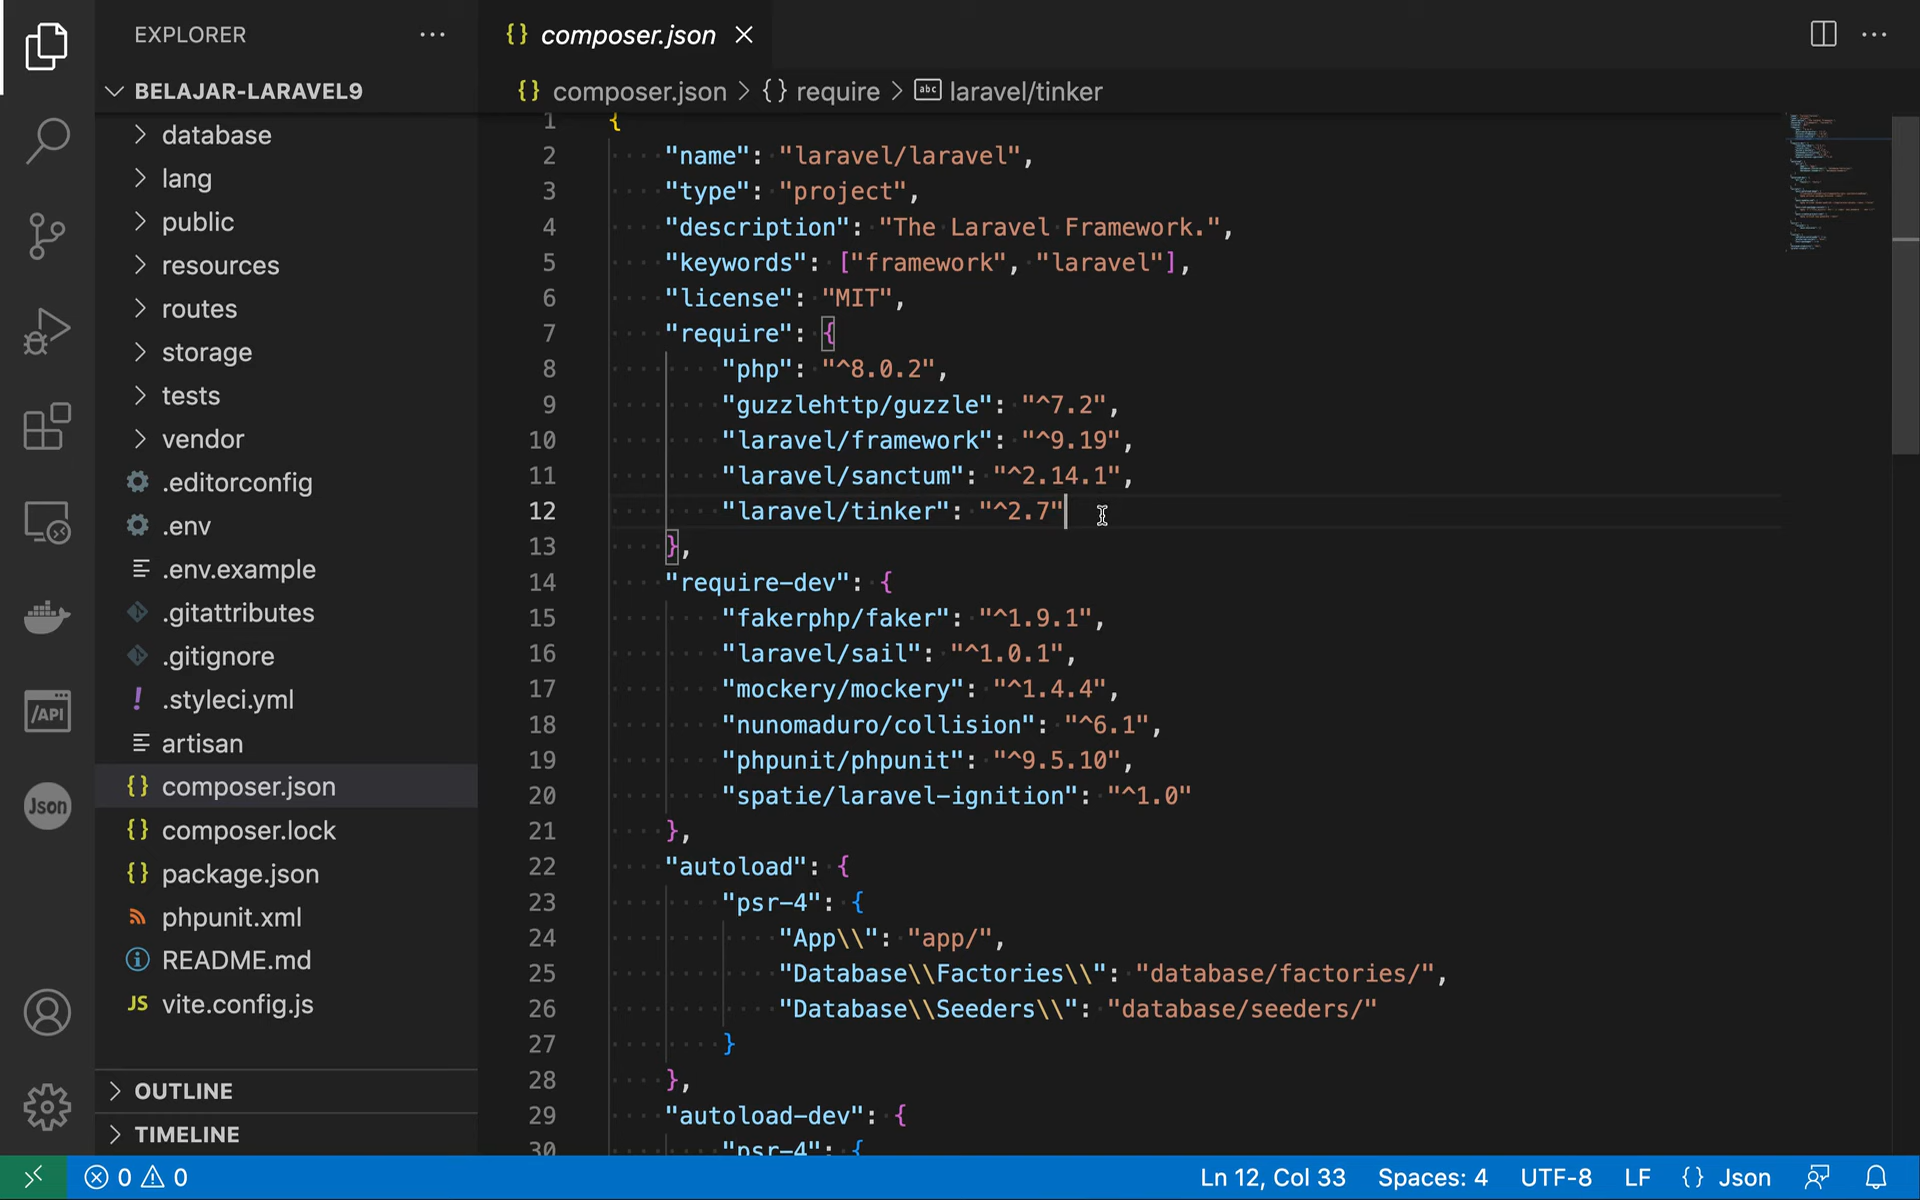 EXPLORER
composer.json
BELAJAR-LARAVEL9
composer.json > {} require > abc laravel/tinker
database
lang
public
resources
routes
storage
tests
vendor
.editorconfig
.env
.env.example
.gitattributes
.gitignore
.styleci.yml
artisan
composer.json
composer.lock
package.json
phpunit.xml
README.md
JS vite.config.js
OUTLINE
TIMELINE
/API
Json
1 {
2 "name": "laravel/laravel",
3 "type": "project",
4 "description": "The Laravel Framework.",
5 "keywords": ["framework", "laravel"],
6 "license": "MIT",
7 "require": {
8 "php": "^8.0.2",
9 "guzzlehttp/guzzle": "^7.2",
10 "laravel/framework": "^9.19",
11 "laravel/sanctum": "^2.14.1",
12 "laravel/tinker": "^2.7"
13 },
14 "require-dev": {
15 "fakerphp/faker": "^1.9.1",
16 "laravel/sail": "^1.0.1",
17 "mockery/mockery": "^1.4.4",
18 "nunomaduro/collision": "^6.1",
19 "phpunit/phpunit": "^9.5.10",
20 "spatie/laravel-ignition": "^1.0"
21 },
22 "autoload": {
23 "psr-4": {
24 "App\\": "app/",
25 "Database\\Factories\\": "database/factories/",
26 "Database\\Seeders\\": "database/seeders/"
27 }
28 },
29 "autoload-dev": {
30 "psr-4": {
0 0
Ln 12, Col 33 Spaces: 4 UTF-8 LF {} Json